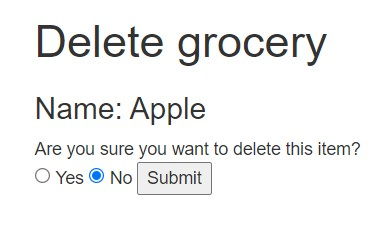 Delete grocery
Name: Apple
Are you sure you want to delete this item?
Yes No Submit